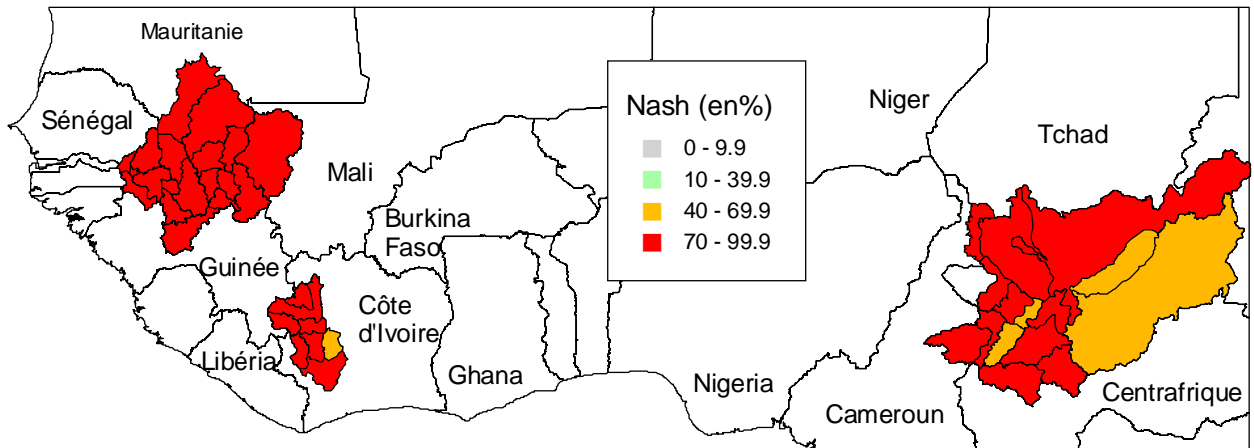 Mauritanie
Sénégal
Mali
Burkina
Faso
Guinée
Côte
d'Ivoire
Libéria
Ghana
Nash (en%)
0 - 9.9
10 - 39.9
40 - 69.9
70 - 99.9
Niger
Tchad
Nigeria
Cameroun
Centrafrique